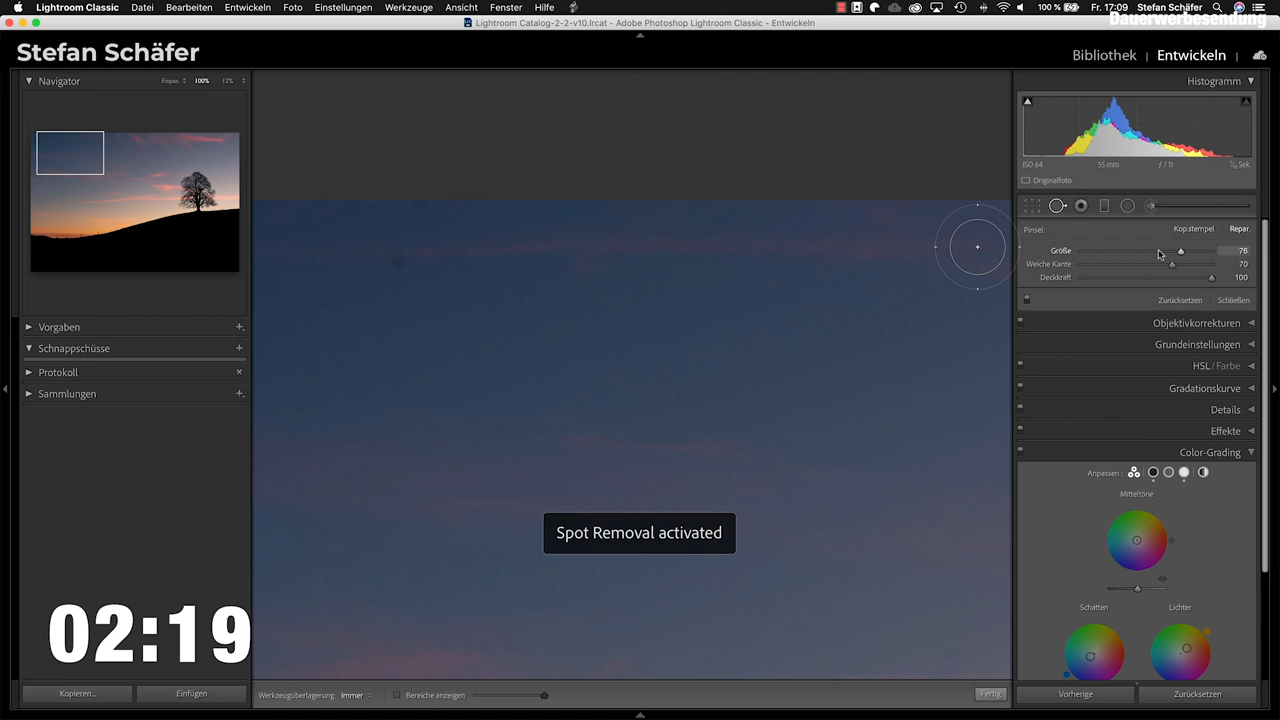 Lightroom Classic Datei Bearbeiten Entwickeln Foto Einstellungen Werkzeuge Ansicht Fenster Hilfe 100 % Fr. 17:09 Stefan Schäfer
Lightroom Catalog-2-2-v10.lrcat - Adobe Photoshop Lightroom Classic - Entwickeln
Dauerwerbesendung
Stefan Schäfer
Bibliothek Entwickeln
Navigator Einpas. 100% 12%
Histogramm
ISO 64 55 mm ƒ / 11 Sek.
Originalfoto
Pinsel: Kop.stempel Repar.
Größe 76
Weiche Kante 70
Deckkraft 100
Zurücksetzen Schließen
Vorgaben
Schnappschüsse
Protokoll
Sammlungen
Objektivkorrekturen
Grundeinstellungen
HSL / Farbe
Gradationskurve
Details
Effekte
Color-Grading
Anpassen:
Mitteltöne
Schatten Lichter
Spot Removal activated
02:19
Kopieren... Einfügen
Werkzeugüberlagerung: Immer Bereiche anzeigen Fertig
Vorherige Zurücksetzen